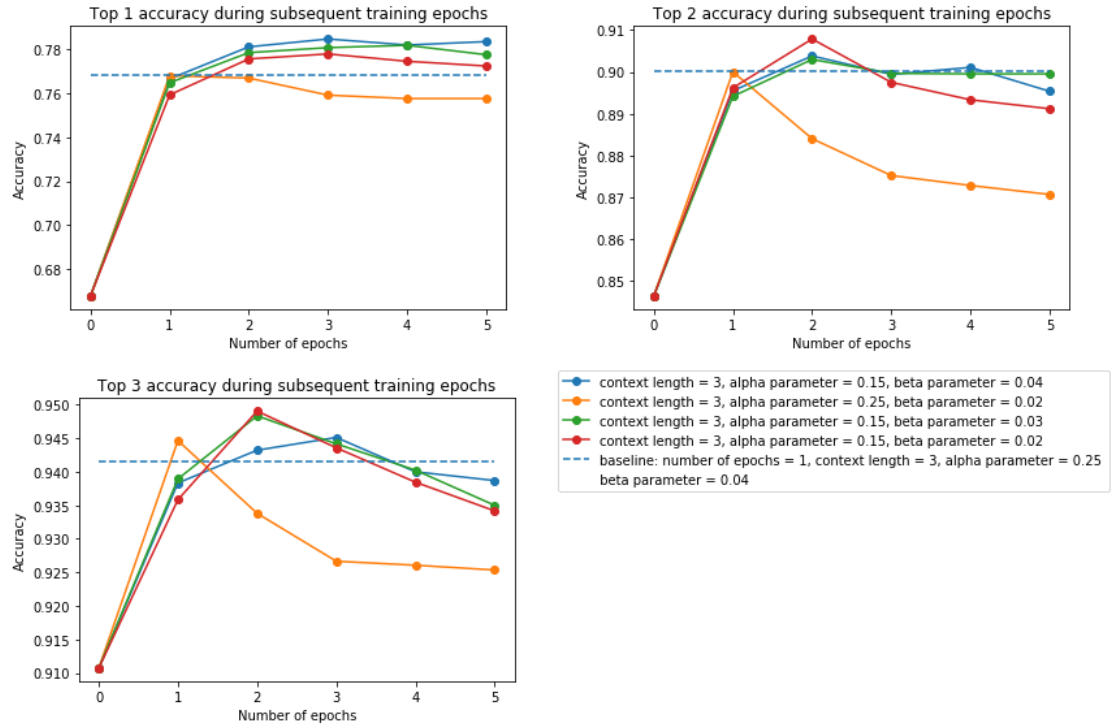 Top 1 accuracy during subsequent training epochs
Accuracy
0.78
0.76
0.74
0.72
0.70
0.68
0 1 2 3 4 5
Number of epochs
Top 2 accuracy during subsequent training epochs
Accuracy
0.91
0.90
0.89
0.88
0.87
0.86
0.85
0 1 2 3 4 5
Number of epochs
Top 3 accuracy during subsequent training epochs
Accuracy
0.950
0.945
0.940
0.935
0.930
0.925
0.920
0.915
0.910
0 1 2 3 4 5
Number of epochs
context length = 3, alpha parameter = 0.15, beta parameter = 0.04
context length = 3, alpha parameter = 0.25, beta parameter = 0.02
context length = 3, alpha parameter = 0.15, beta parameter = 0.03
context length = 3, alpha parameter = 0.15, beta parameter = 0.02
baseline: number of epochs = 1, context length = 3, alpha parameter = 0.25
beta parameter = 0.04